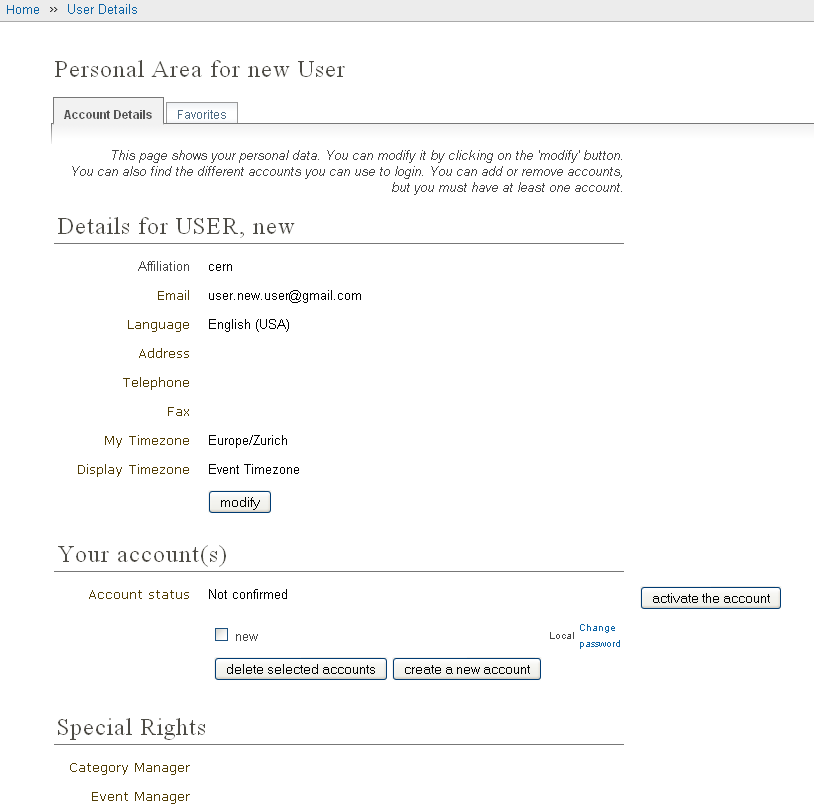 Home » User Details
Personal Area for new User
Account Details Favorites
This page shows your personal data. You can modify it by clicking on the 'modify' button.
You can also find the different accounts you can use to login. You can add or remove accounts,
but you must have at least one account.
Details for USER, new
Affiliation cern
Email user.new.user@gmail.com
Language English (USA)
Address
Telephone
Fax
My Timezone Europe/Zurich
Display Timezone Event Timezone
modify
Your account(s)
Account status Not confirmed activate the account
new Local Change
password
delete selected accounts create a new account
Special Rights
Category Manager
Event Manager